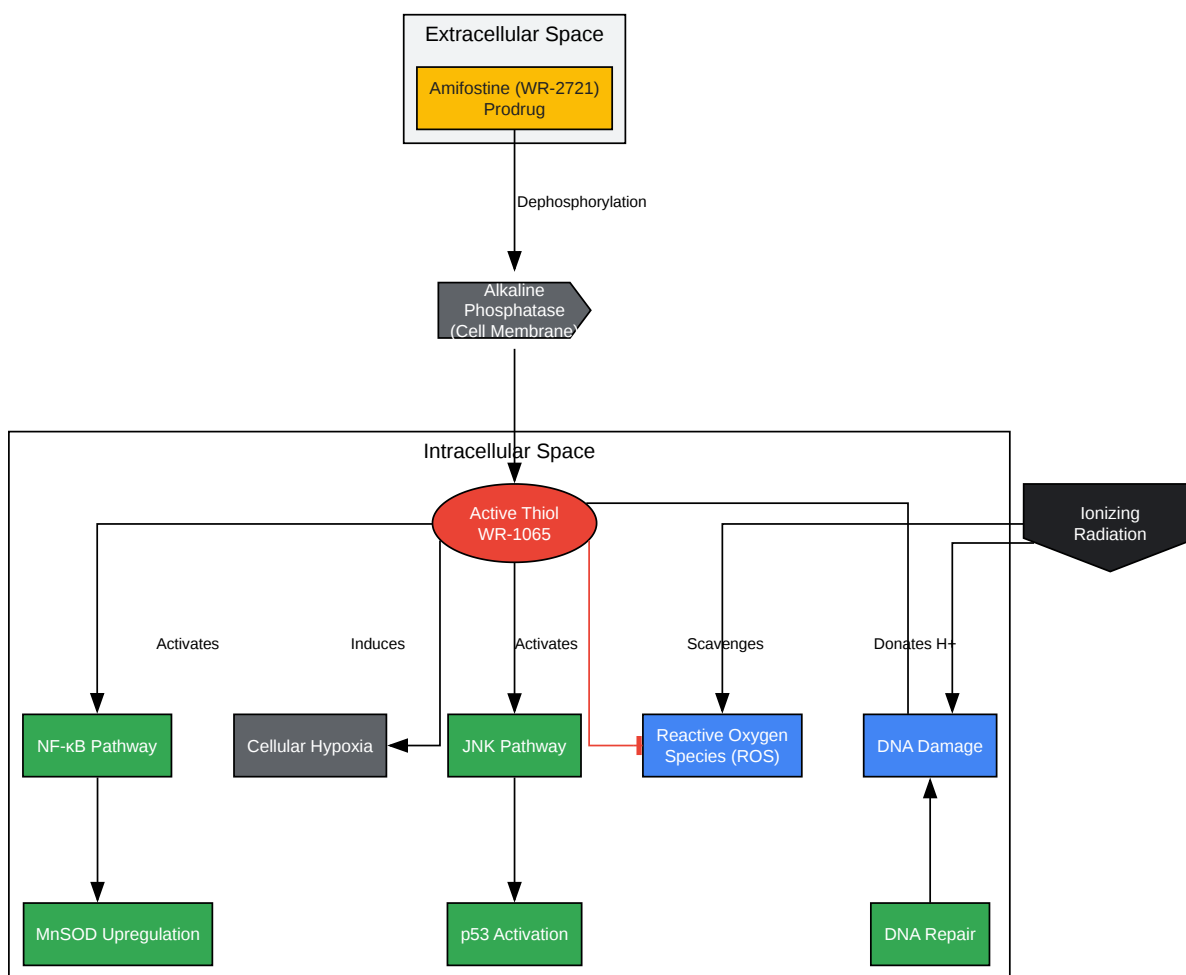 Extracellular Space
Amifostine (WR-2721)
Prodrug
Dephosphorylation
Alkaline
Phosphatase
(Cell Membrane)
Intracellular Space
Active Thiol
WR-1065
Ionizing
Radiation
Activates
Induces
Activates
Scavenges
Donates H+
NF-κB Pathway
Cellular Hypoxia
JNK Pathway
Reactive Oxygen
Species (ROS)
DNA Damage
MnSOD Upregulation
p53 Activation
DNA Repair